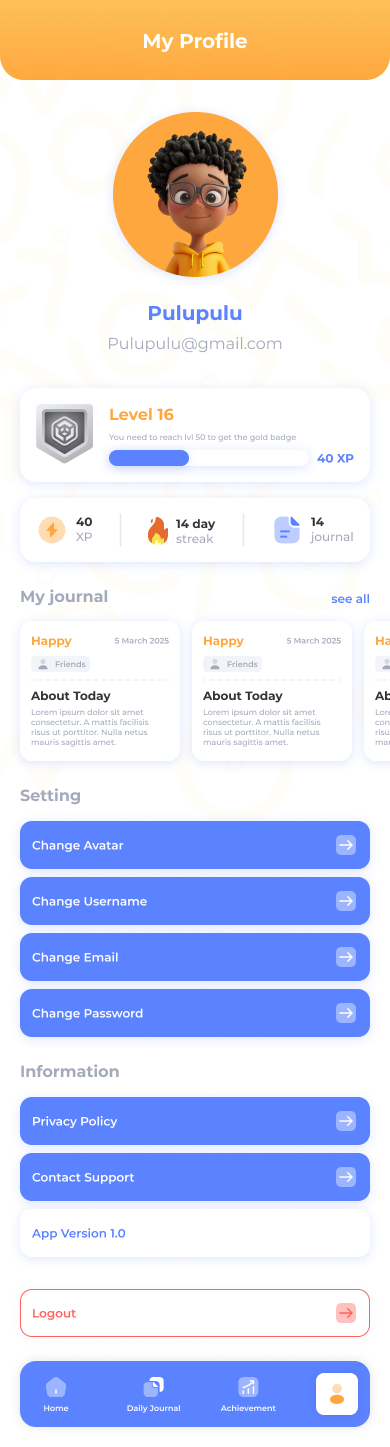 My Profile
Pulupulu
Pulupulu@gmail.com
Level 16
You need to reach lvl 50 to get the gold badge
40 XP
40
XP
14 day
streak
14
journal
My journal
see all
Happy
5 March 2025
Friends
About Today
Lorem ipsum dolor sit amet
consectetur. A mattis facilisis
risus ut porttitor. Nulla netus
mauris sagittis amet.
Happy
5 March 2025
Friends
About Today
Lorem ipsum dolor sit amet
consectetur. A mattis facilisis
risus ut porttitor. Nulla netus
mauris sagittis amet.
Setting
Change Avatar
Change Username
Change Email
Change Password
Information
Privacy Policy
Contact Support
App Version 1.0
Logout
Home
Daily Journal
Achievement